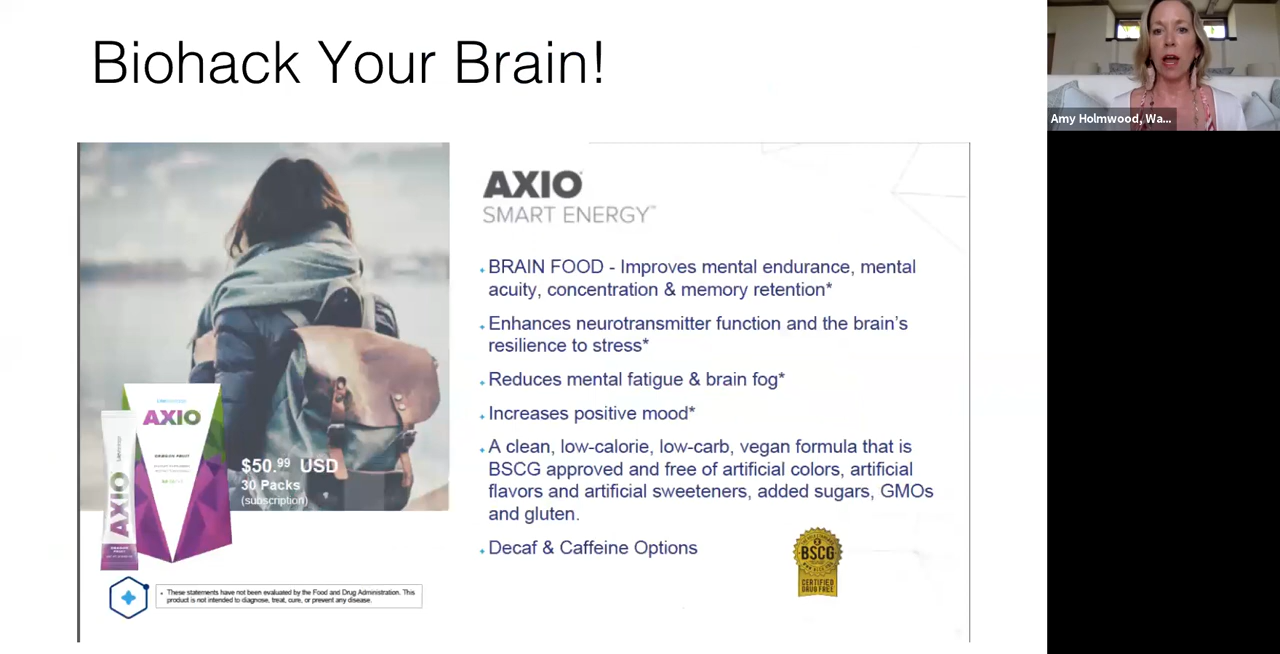 Biohack Your Brain!
Amy Holmwood, Wa...
AXIO
SMART ENERGY™
BRAIN FOOD - Improves mental endurance, mental
acuity, concentration & memory retention*
Enhances neurotransmitter function and the brain's
resilience to stress*
Reduces mental fatigue & brain fog*
Increases positive mood*
A clean, low-calorie, low-carb, vegan formula that is
BSCG approved and free of artificial colors, artificial
flavors and artificial sweeteners, added sugars, GMOs
and gluten.
Decaf & Caffeine Options
AXIO
DRAGON FRUIT
AXIO
$50.99 USD
30 Packs
(subscription)
BSCG
CERTIFIED
DRUG FREE
• These statements have not been evaluated by the Food and Drug Administration. This
product is not intended to diagnose, treat, cure, or prevent any disease.